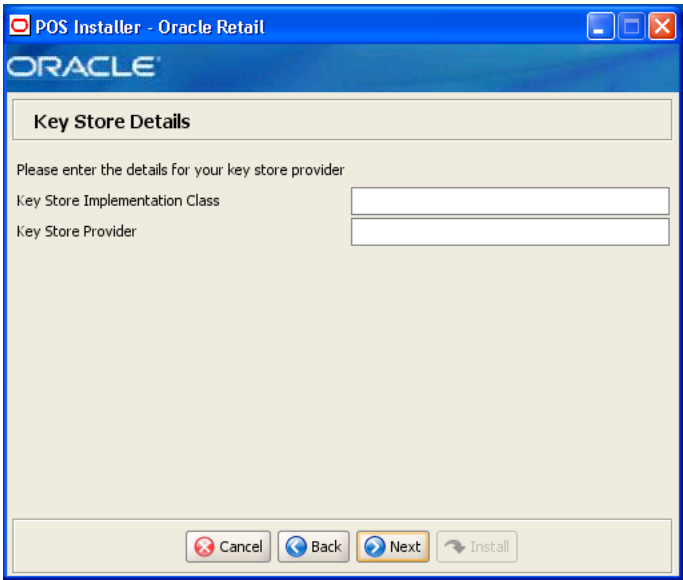 POS Installer - Oracle Retail
ORACLE
Key Store Details
Please enter the details for your key store provider
Key Store Implementation Class
Key Store Provider
Cancel Back Next Install